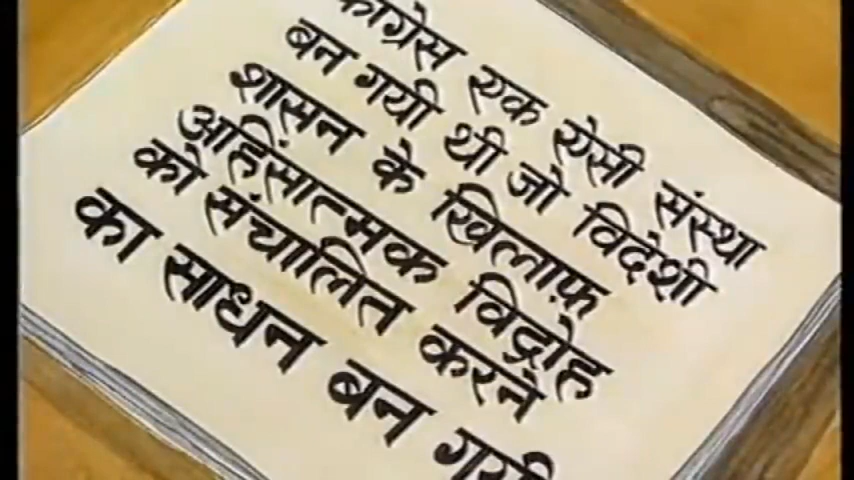 कांग्रेस एक ऐसी संस्था
बन गयी थी जो विदेशी
शासन के खिलाफ़
अहिंसात्मक विद्रोह
को संचालित करने
का साधन बन गयी